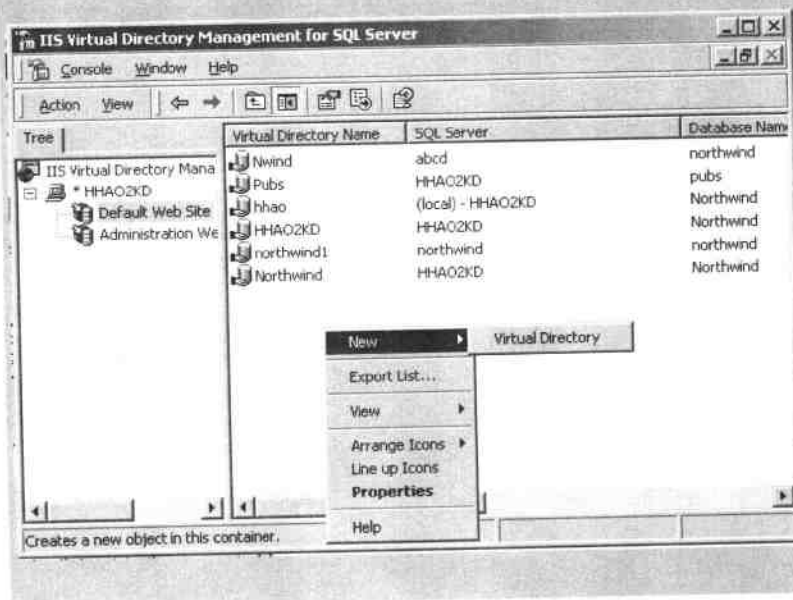 IIS Virtual Directory Management for SQL Server
Console Window Help
Action View
Tree
IIS Virtual Directory Mana
* HHAO2KD
Default Web Site
Administration We
Virtual Directory Name SQL Server Database Name
Nwind abcd northwind
Pubs HHAO2KD pubs
hhao (local) - HHAO2KD Northwind
HHAO2KD HHAO2KD Northwind
northwind1 northwind northwind
Northwind HHAO2KD Northwind
New Virtual Directory
Export List...
View
Arrange Icons
Line up Icons
Properties
Help
Creates a new object in this container.